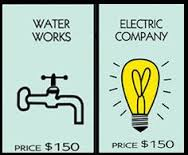 WATER
WORKS
PRICE $150
ELECTRIC
COMPANY
PRICE $150